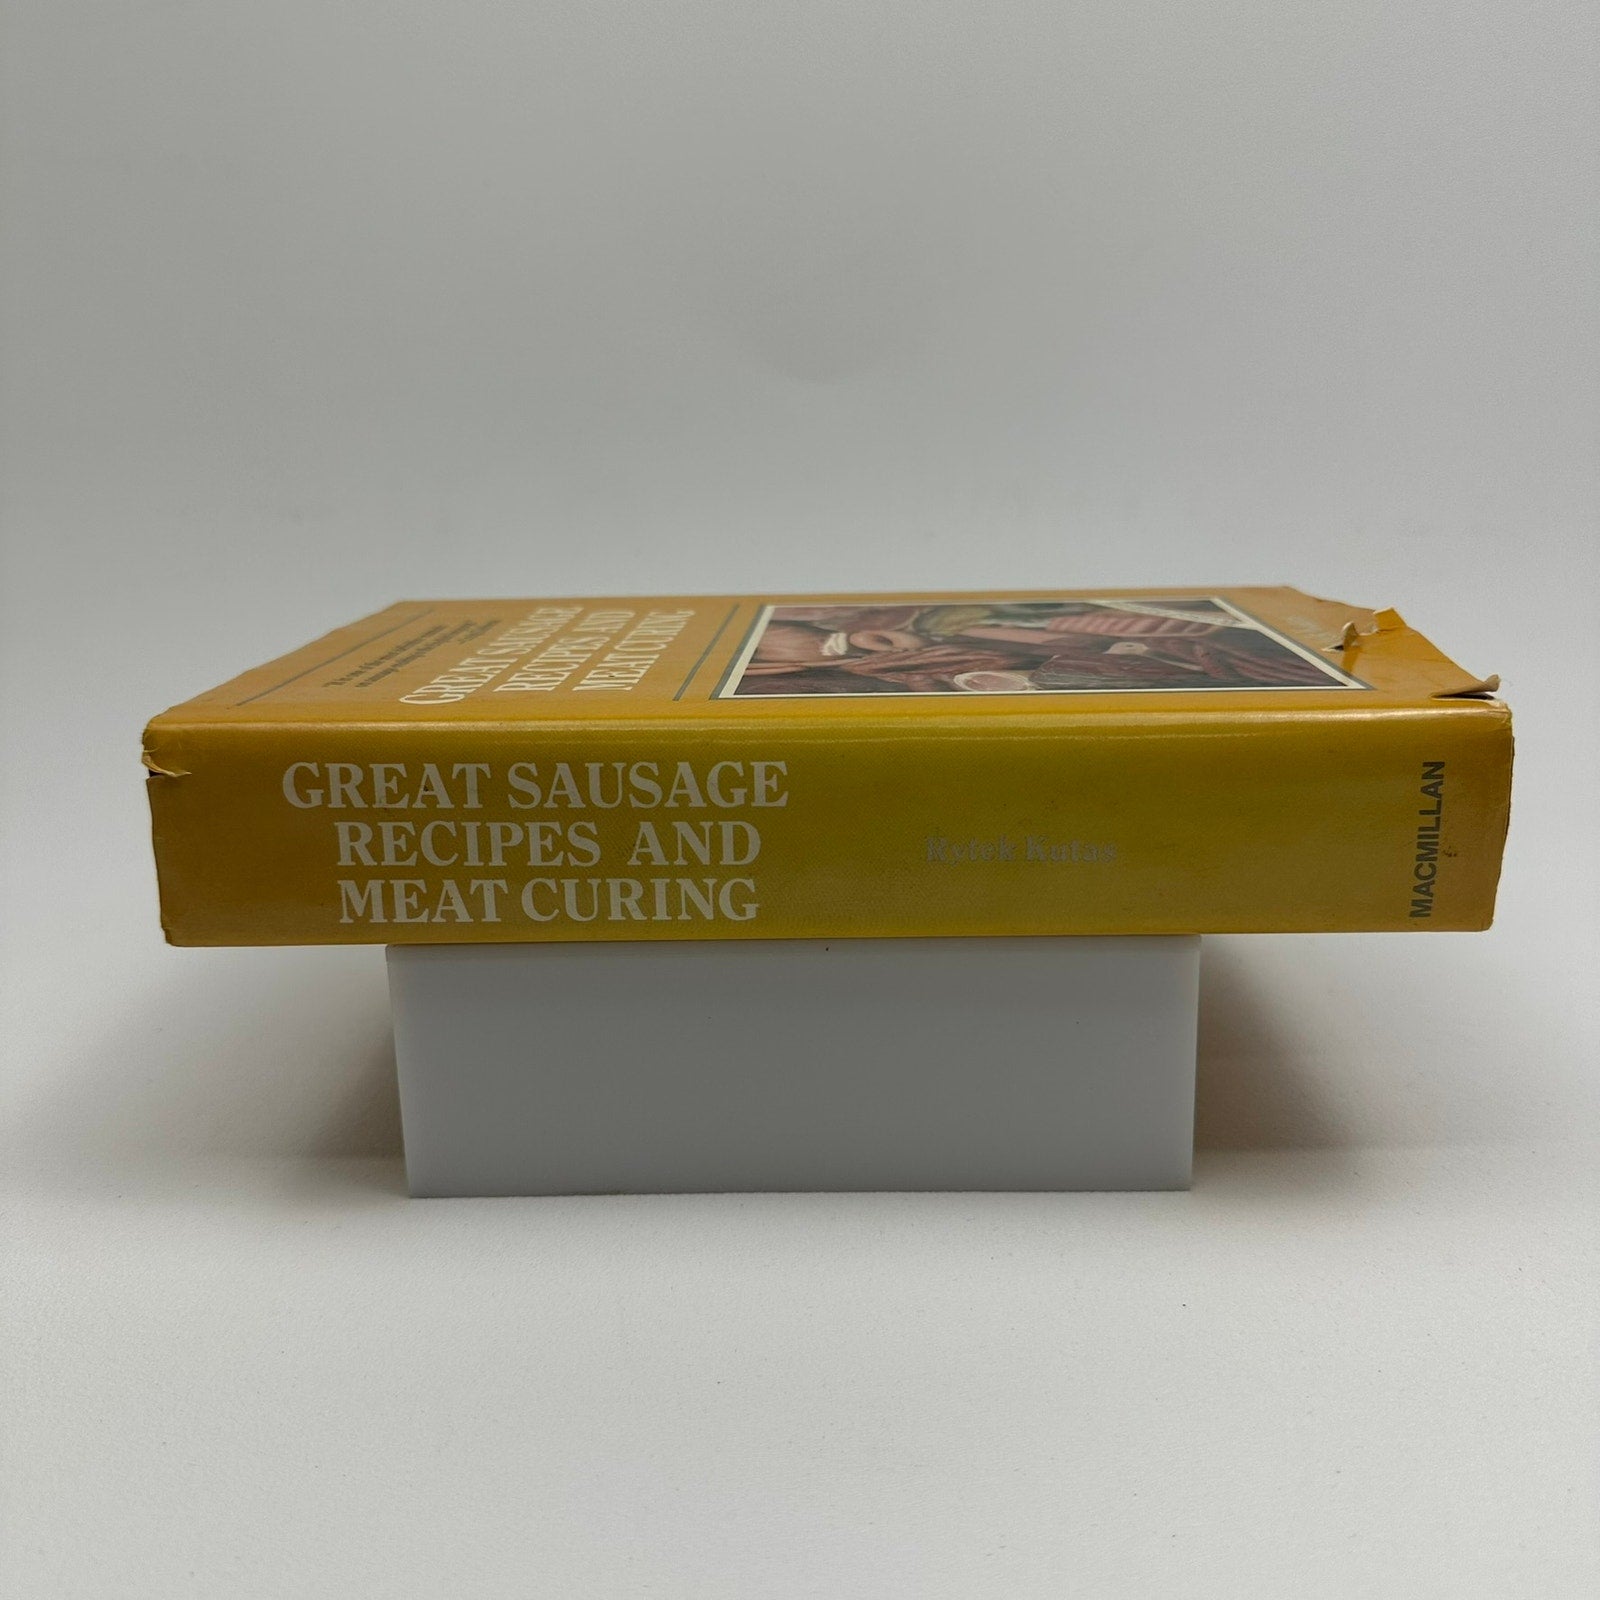 GREAT SAUSAGE
RECIPES AND
MEAT CURING
GREAT SAUSAGE
RECIPES AND
MEAT CURING
Rytek Kutas
MACMILLAN